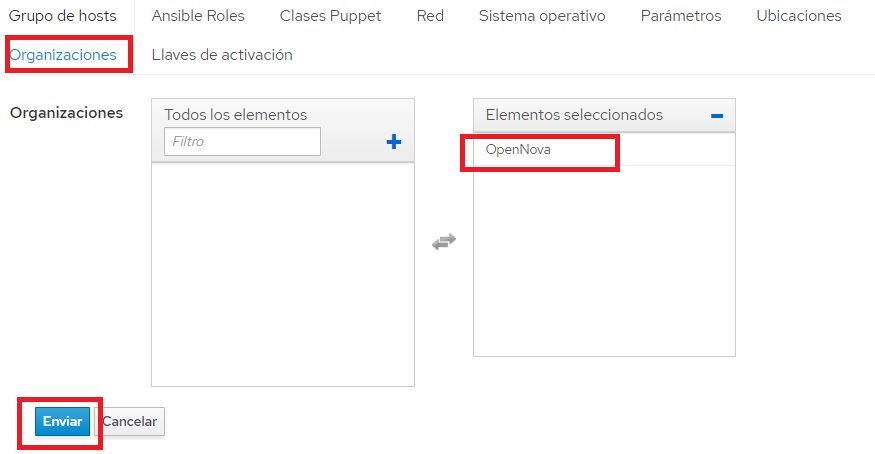 Grupo de hosts Ansible Roles Clases Puppet Red Sistema operativo Parámetros Ubicaciones
Organizaciones Llaves de activación
Organizaciones
Todos los elementos
Filtro
Elementos seleccionados
OpenNova
Enviar Cancelar